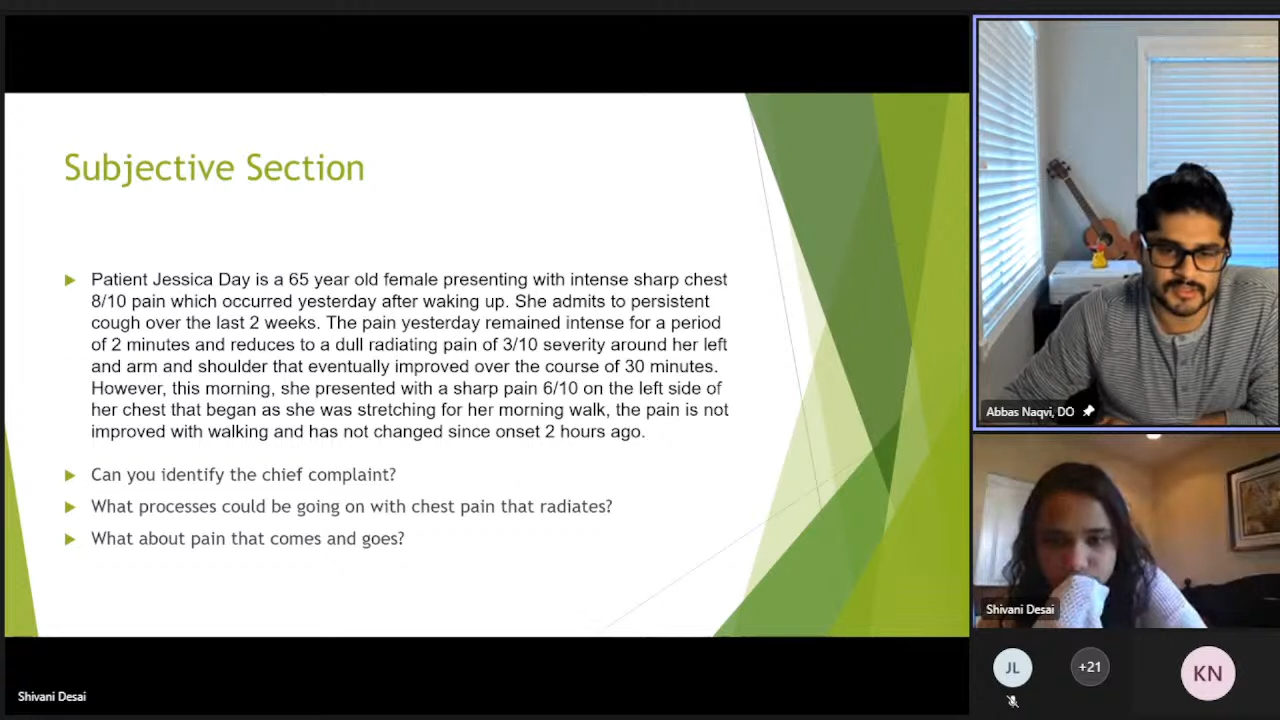 Subjective Section
Patient Jessica Day is a 65 year old female presenting with intense sharp chest
8/10 pain which occurred yesterday after waking up. She admits to persistent
cough over the last 2 weeks. The pain yesterday remained intense for a period
of 2 minutes and reduces to a dull radiating pain of 3/10 severity around her left
and arm and shoulder that eventually improved over the course of 30 minutes.
However, this morning, she presented with a sharp pain 6/10 on the left side of
her chest that began as she was stretching for her morning walk, the pain is not
improved with walking and has not changed since onset 2 hours ago.
Can you identify the chief complaint?
What processes could be going on with chest pain that radiates?
What about pain that comes and goes?
Shivani Desai
Abbas Naqvi, DO
Shivani Desai
JL
+21
KN